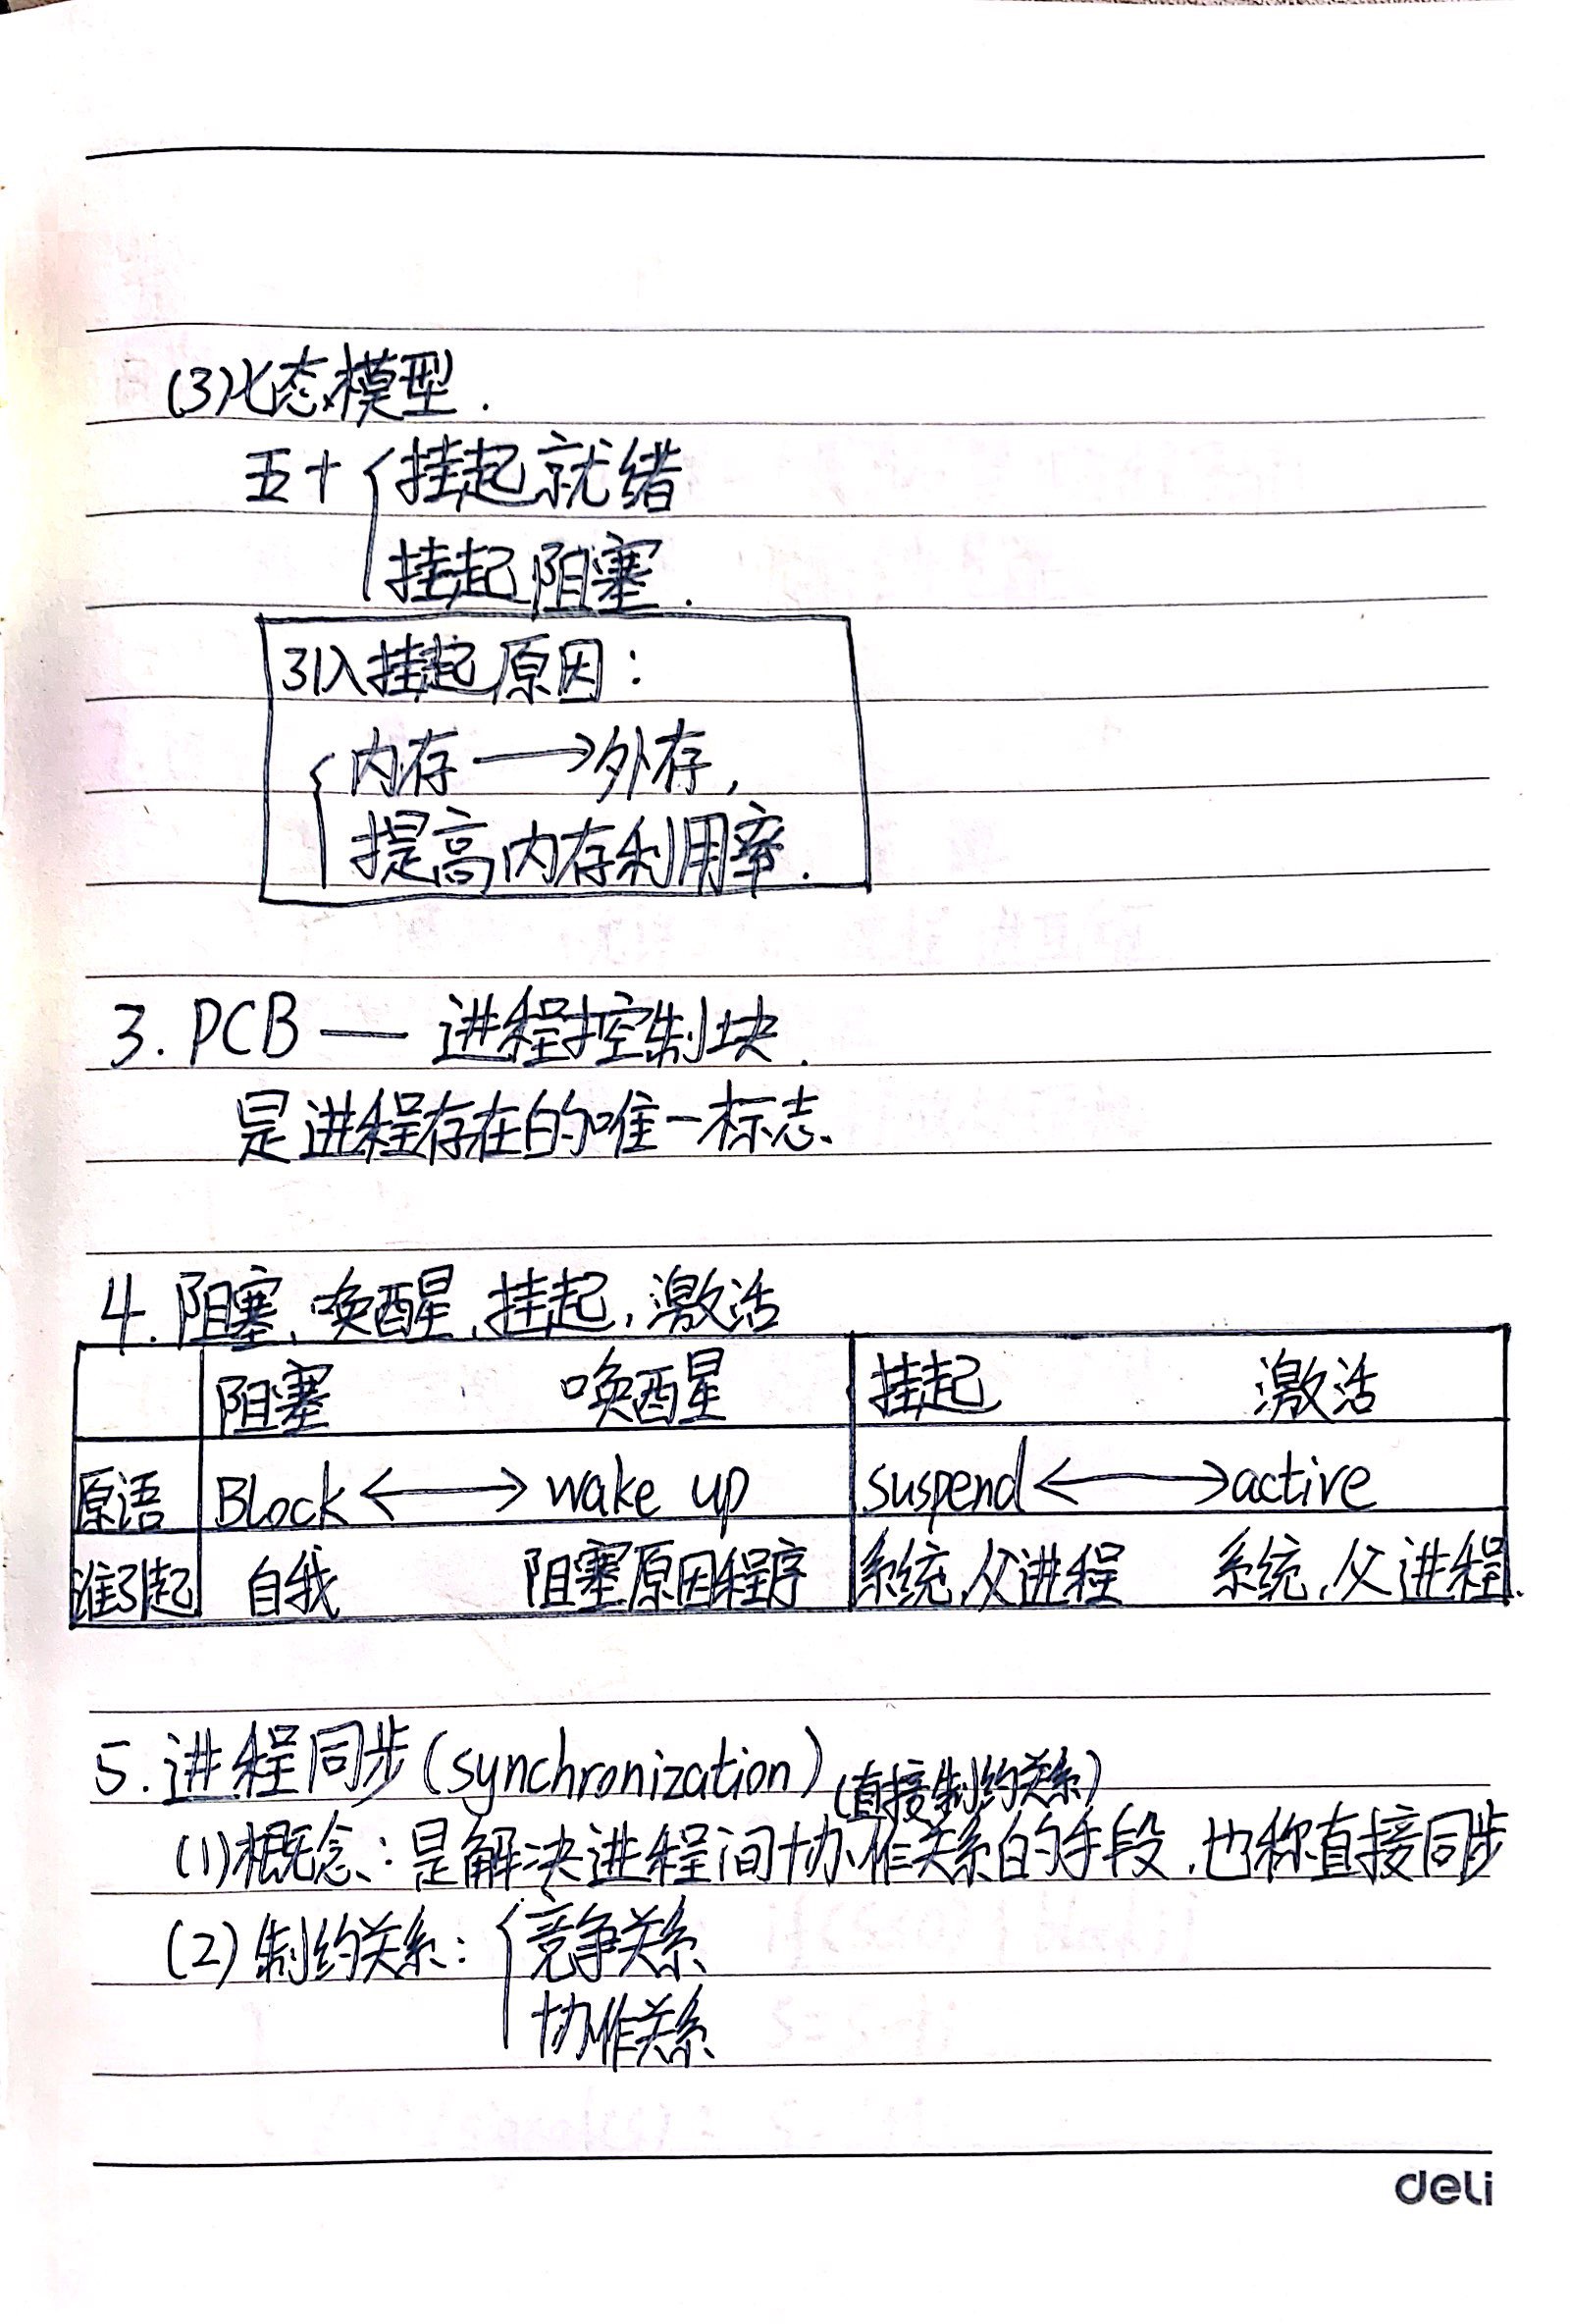 (3)七态模型.
五+{挂起就绪
挂起阻塞.
引入挂起原因:
{内存→外存,
提高内存利用率.
3. PCB — 进程控制块.
是进程存在的唯一标志.
4. 阻塞、唤醒、挂起、激活
阻塞 唤醒 挂起 激活
原语 Block ←→ wake up suspend ←→ active
谁引起 自我 阻塞原因程序 系统,父进程 系统,父进程.
5. 进程同步(synchronization)(直接制约关系)
(1)概念:是解决进程间协作关系的手段,也称直接同步
(2)制约关系:{竞争关系
协作关系
deli